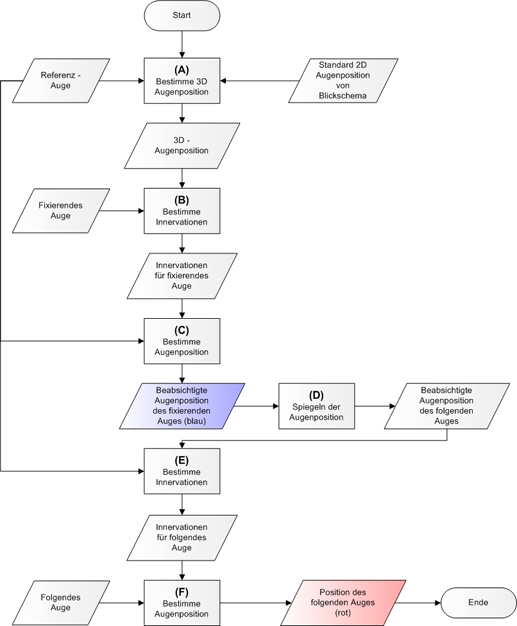 Start
Referenz -
Auge
(A)
Bestimme 3D
Augenposition
Standard 2D
Augenposition
von
Blickschema
3D -
Augenposition
Fixierendes
Auge
(B)
Bestimme
Innervationen
Innervationen
für fixierendes
Auge
(C)
Bestimme
Augenposition
Beabsichtigte
Augenposition
des fixierenden
Auges (blau)
(D)
Spiegeln der
Augenposition
Beabsichtigte
Augenposition
des folgenden
Auges
(E)
Bestimme
Innervationen
Innervationen
für folgendes
Auge
Folgendes
Auge
(F)
Bestimme
Augenposition
Position des
folgenden Auges
(rot)
Ende